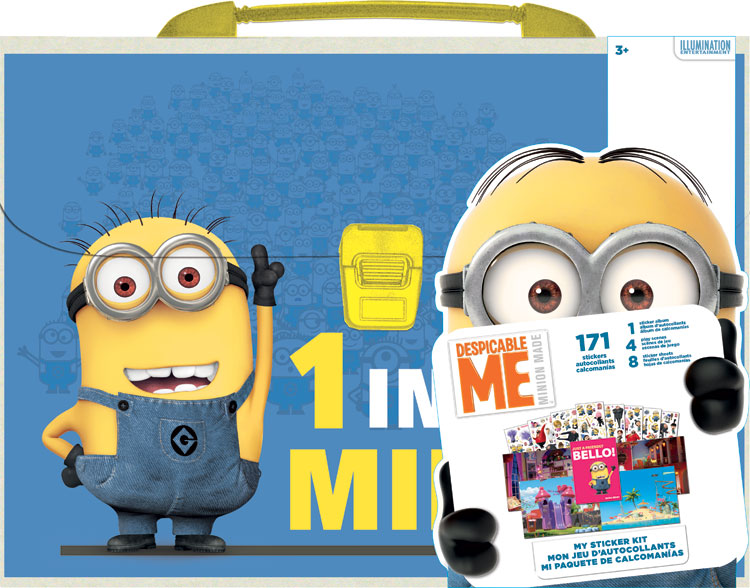 3+
ILLUMINATION
ENTERTAINMENT
DESPICABLE
ME
MINION MADE
171
stickers
autocollants
calcomanías
1
sticker album
album d'autocollants
álbum de calcomanías
4
play scenes
scènes de jeu
escenas de juego
8
sticker sheets
feuilles d'autocollants
hojas de calcomanías
1 IN
MI
BELLO!
MY STICKER KIT
MON JEU D'AUTOCOLLANTS
MI PAQUETE DE CALCOMANÍAS